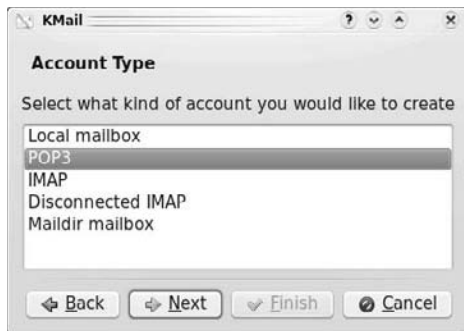 KMail
Account Type
Select what kind of account you would like to create
Local mailbox
POP3
IMAP
Disconnected IMAP
Maildir mailbox
Back Next Finish Cancel